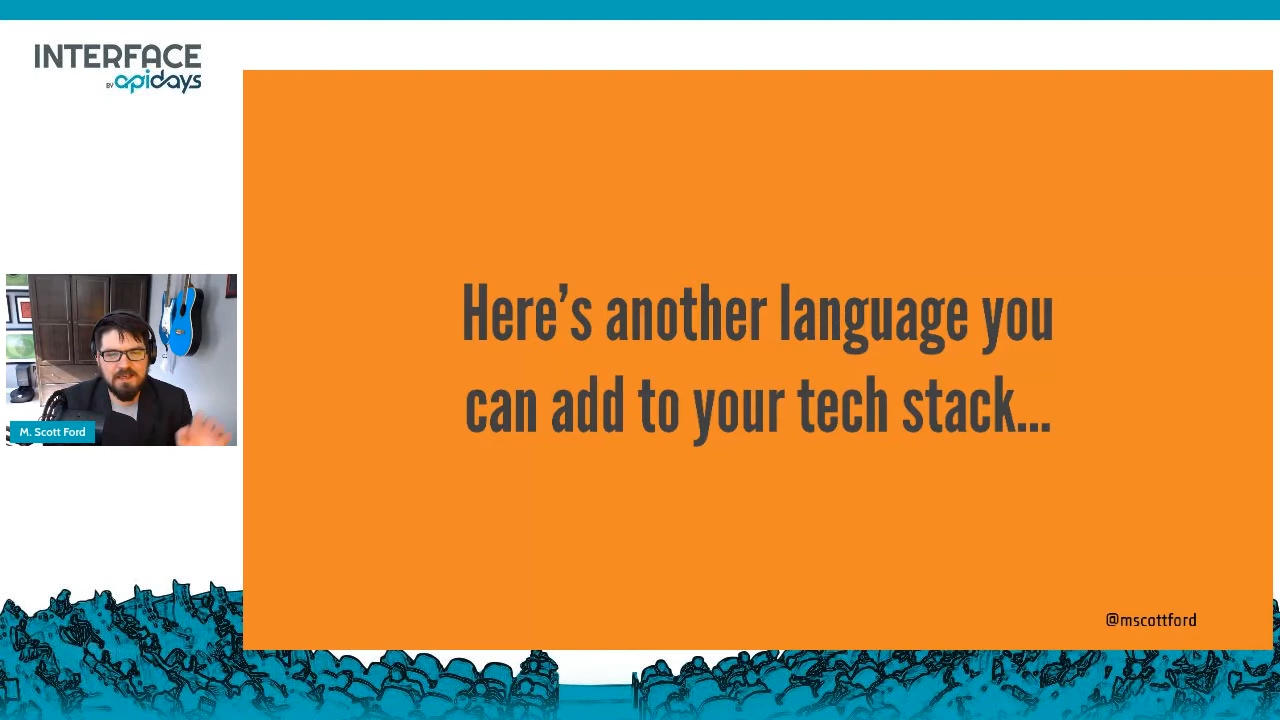 INTERFACE
BY apidays
Here's another language you
can add to your tech stack...
M. Scott Ford
@mscottford